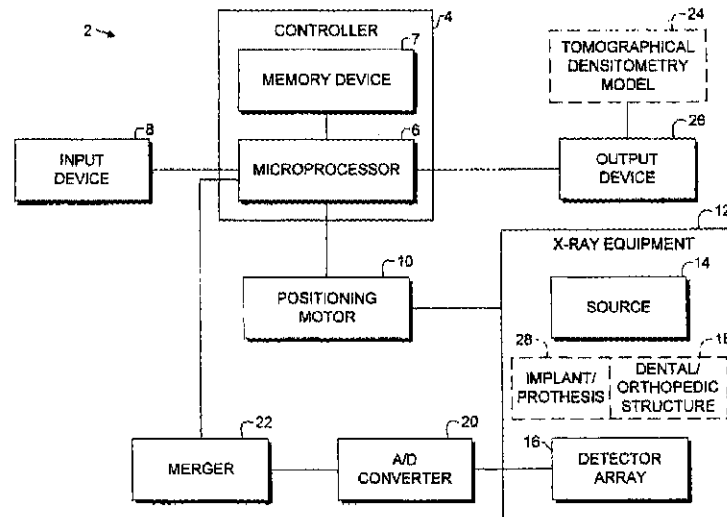 2
CONTROLLER
4
7
MEMORY DEVICE
6
MICROPROCESSOR
8
INPUT
DEVICE
24
TOMOGRAPHICAL
DENSITOMETRY
MODEL
26
OUTPUT
DEVICE
10
POSITIONING
MOTOR
12
X-RAY EQUIPMENT
14
SOURCE
28
IMPLANT/
PROTHESIS
18
DENTAL/
ORTHOPEDIC
STRUCTURE
22
MERGER
20
A/D
CONVERTER
16
DETECTOR
ARRAY